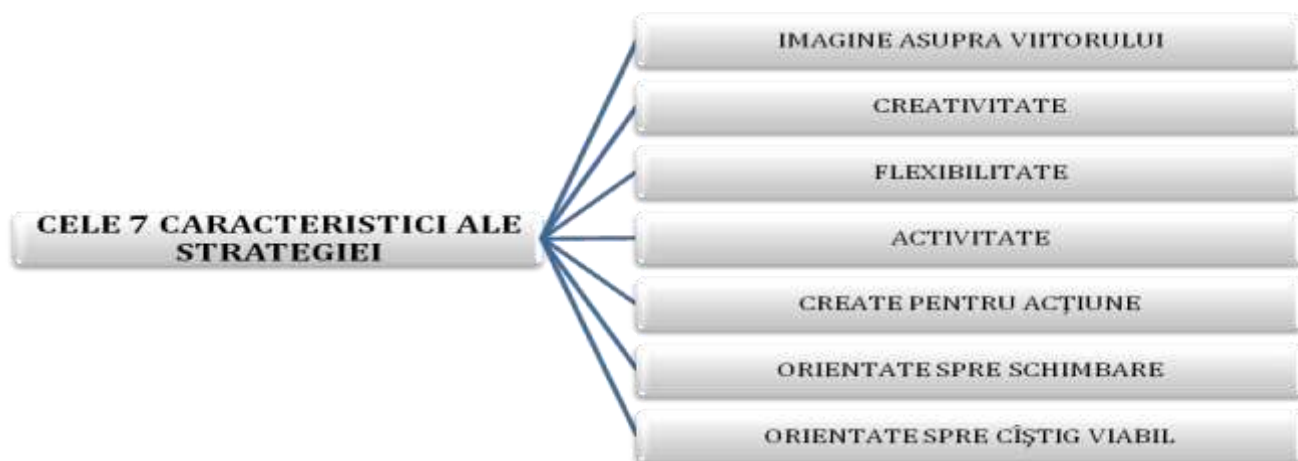 IMAGINE ASUPRA VIITORULUI
CREATIVITATE
FLEXIBILITATE
CELE 7 CARACTERISTICI ALE
STRATEGIEI
ACTIVITATE
CREATE PENTRU ACȚIUNE
ORIENTATE SPRE SCHIMBARE
ORIENTATE SPRE CÎȘTIG VIABIL